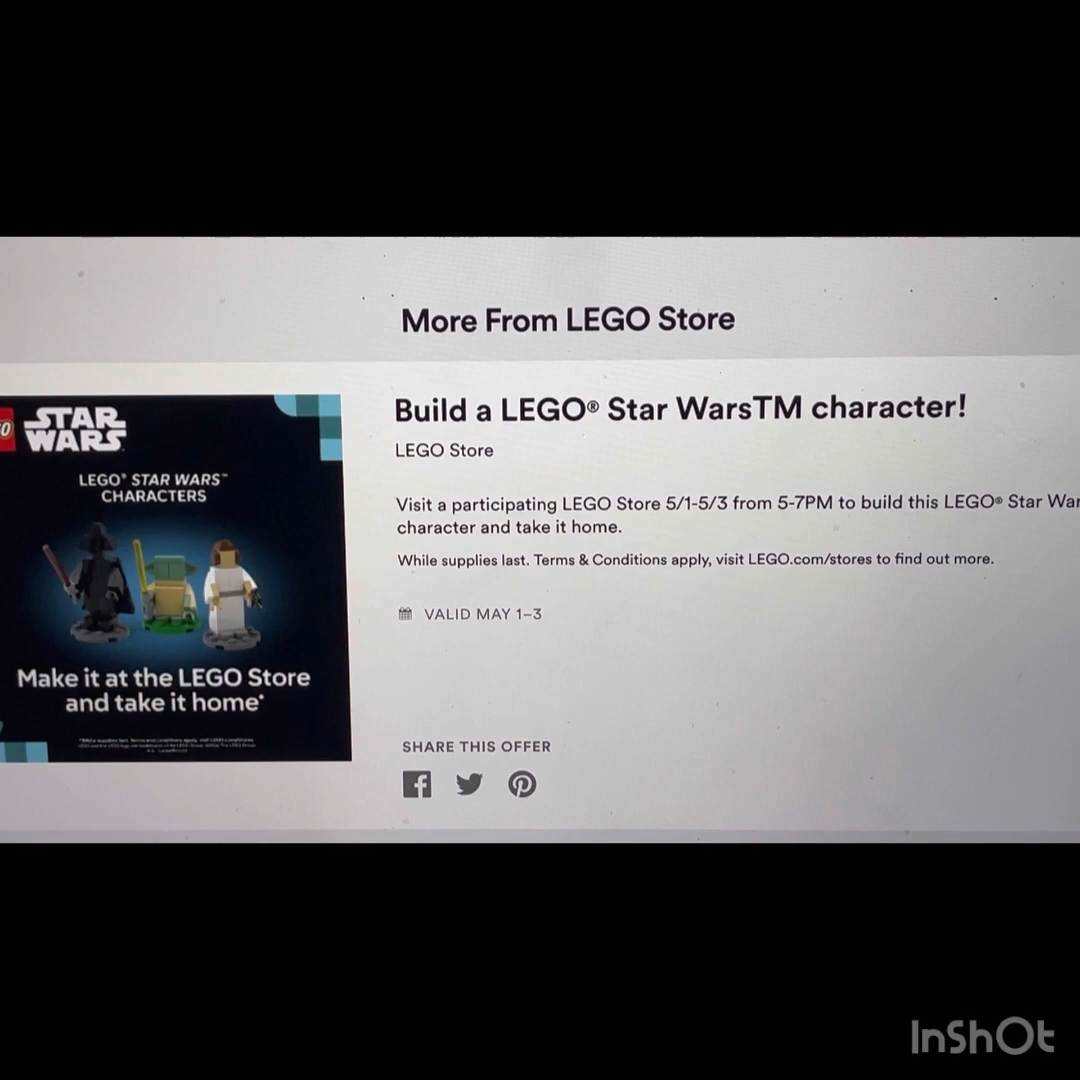 More From LEGO Store
STAR
WARS
LEGO® STAR WARS™
CHARACTERS
Make it at the LEGO Store
and take it home*
Build a LEGO® Star WarsTM character!
LEGO Store
Visit a participating LEGO Store 5/1-5/3 from 5-7PM to build this LEGO® Star
character and take it home.
While supplies last. Terms & Conditions apply, visit LEGO.com/stores to find out more.
VALID MAY 1–3
SHARE THIS OFFER
InShOt